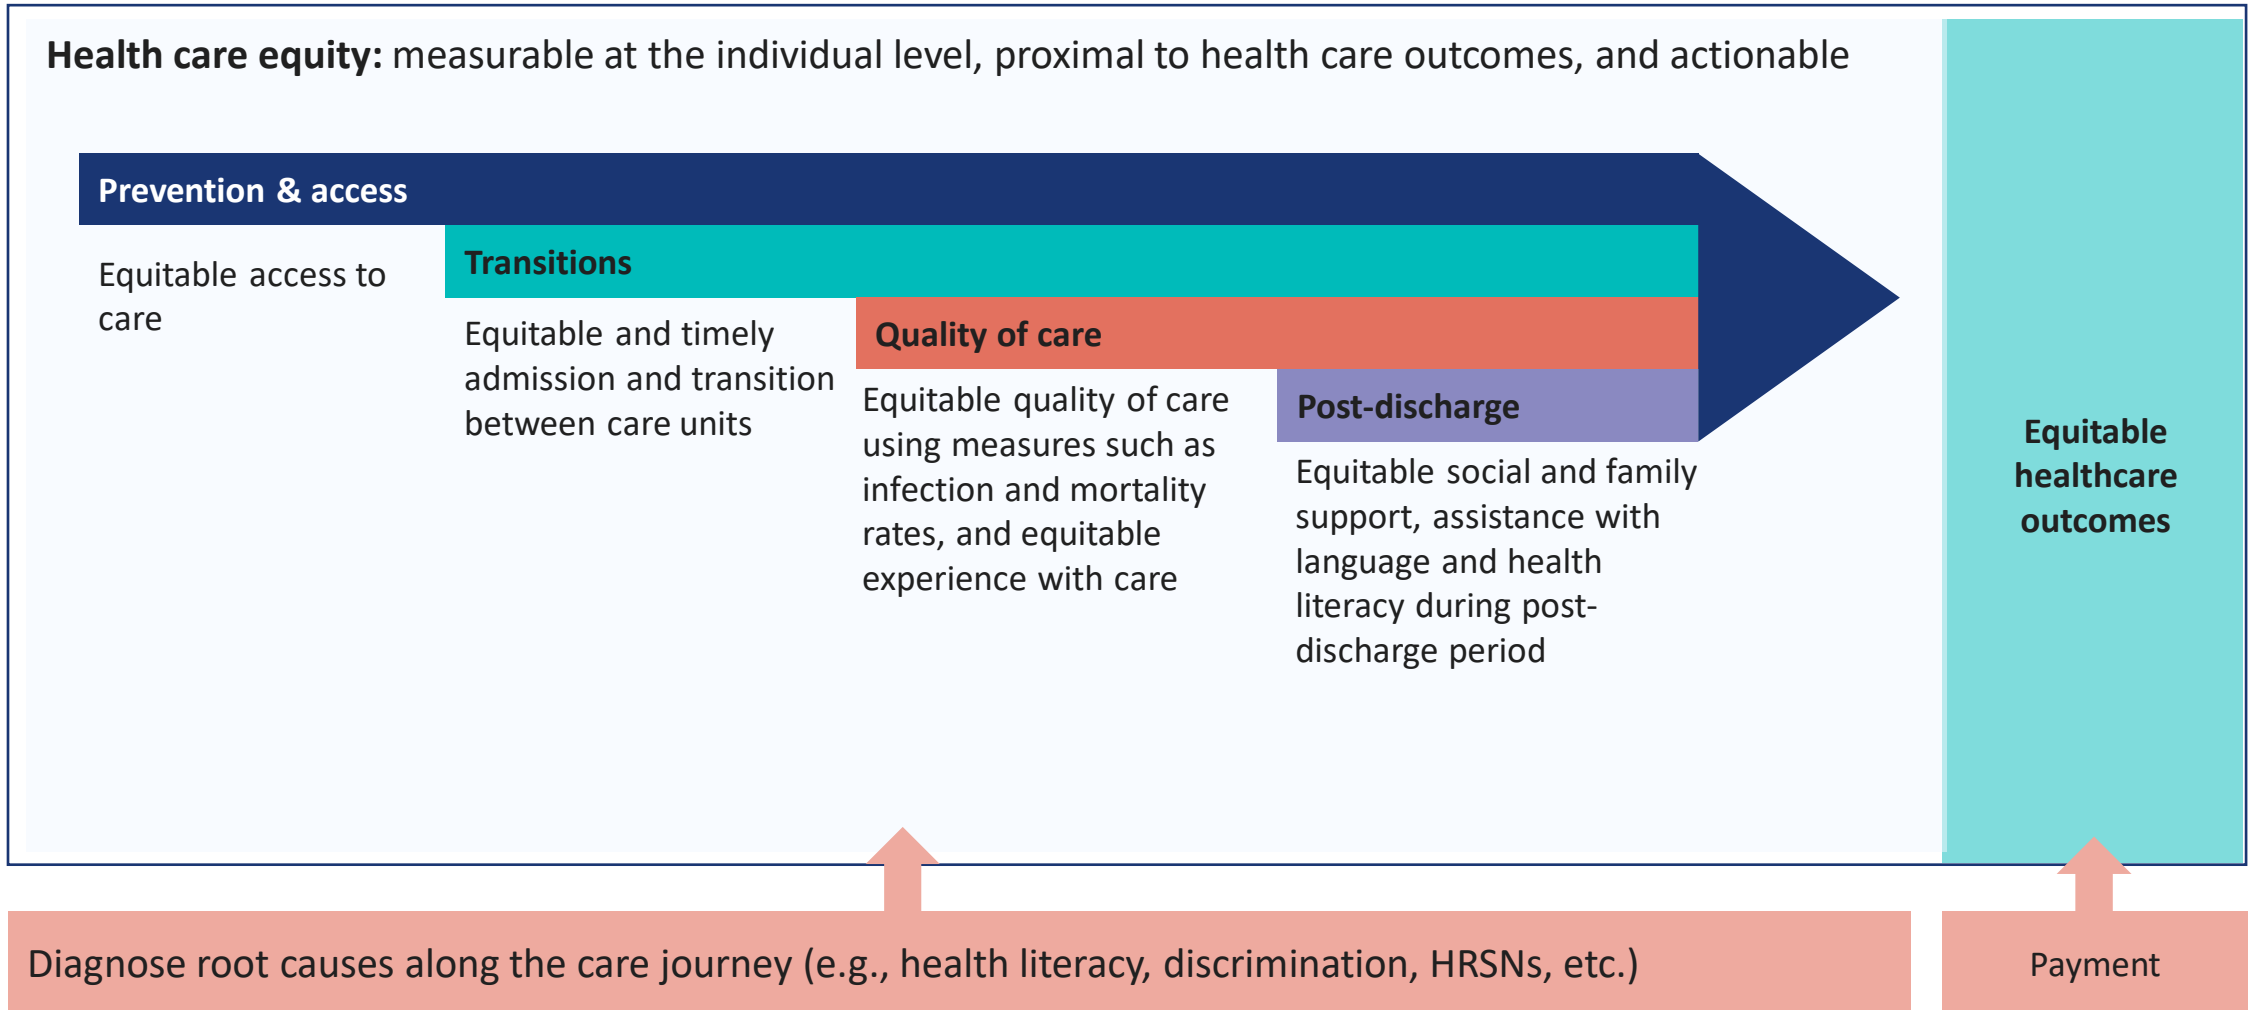 Health care equity: measurable at the individual level, proximal to health care outcomes, and actionable
Prevention & access
Equitable access to
care
Transitions
Equitable and timely
admission and transition
between care units
Quality of care
Equitable quality of care
using measures such as
infection and mortality
rates, and equitable
experience with care
Post-discharge
Equitable social and family
support, assistance with
language and health
literacy during post-
discharge period
Equitable
healthcare
outcomes
Diagnose root causes along the care journey (e.g., health literacy, discrimination, HRSNs, etc.)
Payment